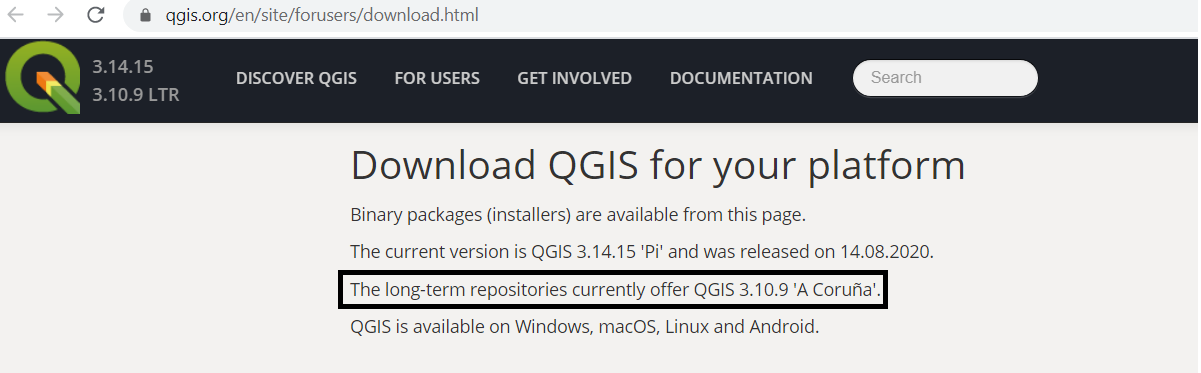 qgis.org/en/site/forusers/download.html
3.14.15
3.10.9 LTR
DISCOVER QGIS FOR USERS GET INVOLVED DOCUMENTATION Search
Download QGIS for your platform
Binary packages (installers) are available from this page.
The current version is QGIS 3.14.15 'Pi' and was released on 14.08.2020.
The long-term repositories currently offer QGIS 3.10.9 'A Coruña'.
QGIS is available on Windows, macOS, Linux and Android.